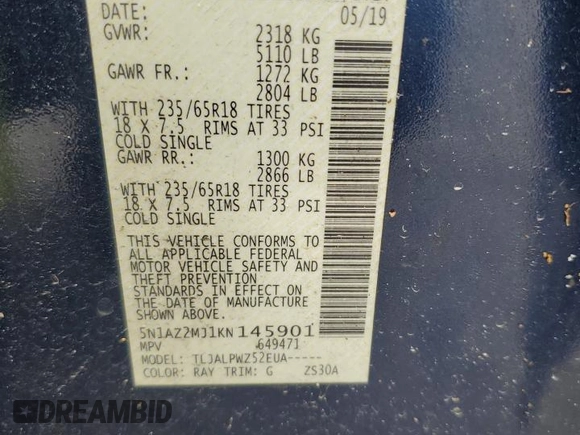 DATE:
05/19
GVWR: 2318 KG
5110 LB
GAWR FR.: 1272 KG
2804 LB
WITH 235/65R18 TIRES
18 X 7.5 RIMS AT 33 PSI
COLD SINGLE
GAWR RR.: 1300 KG
2866 LB
WITH 235/65R18 TIRES
18 X 7.5 RIMS AT 33 PSI
COLD SINGLE
THIS VEHICLE CONFORMS TO
ALL APPLICABLE FEDERAL
MOTOR VEHICLE SAFETY AND
THEFT PREVENTION
STANDARDS IN EFFECT ON
THE DATE OF MANUFACTURE
SHOWN ABOVE.
5N1AZ2MJ1KN145901
MPV 649471
MODEL: TLJALPWZ52EUA-----
COLOR: RAY TRIM: G ZS30A
DREAMBID